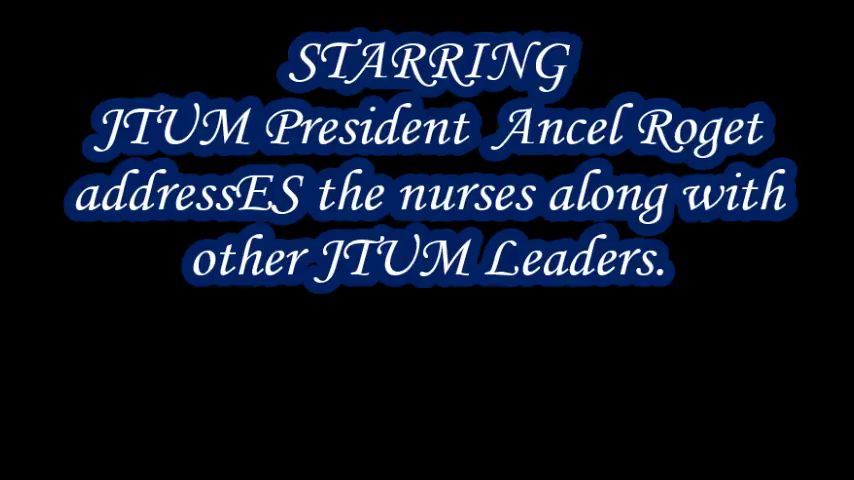 STARRING
JTUM President Ancel Roget
addressES the nurses along with
other JTUM Leaders.